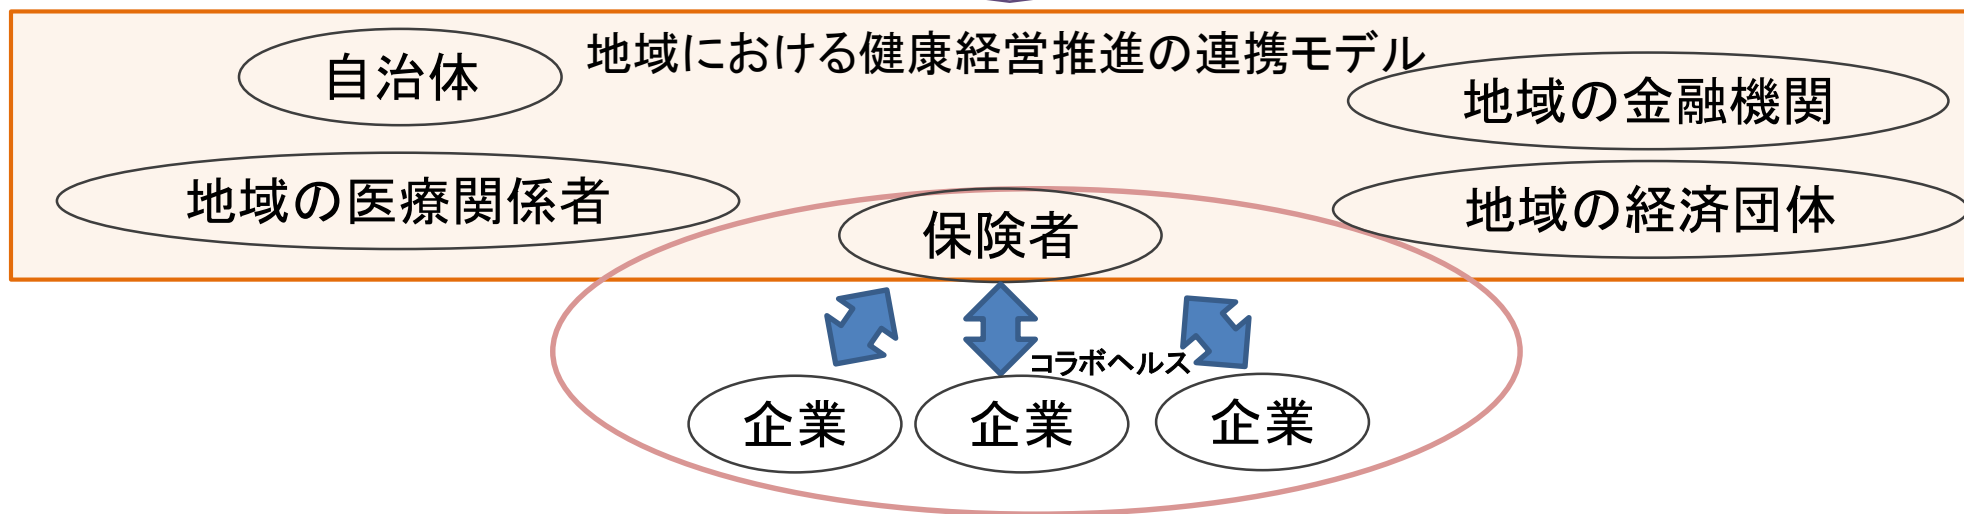 地域における健康経営推進の連携モデル
自治体
地域の金融機関
地域の医療関係者
地域の経済団体
保険者
コラボヘルス
企業
企業
企業